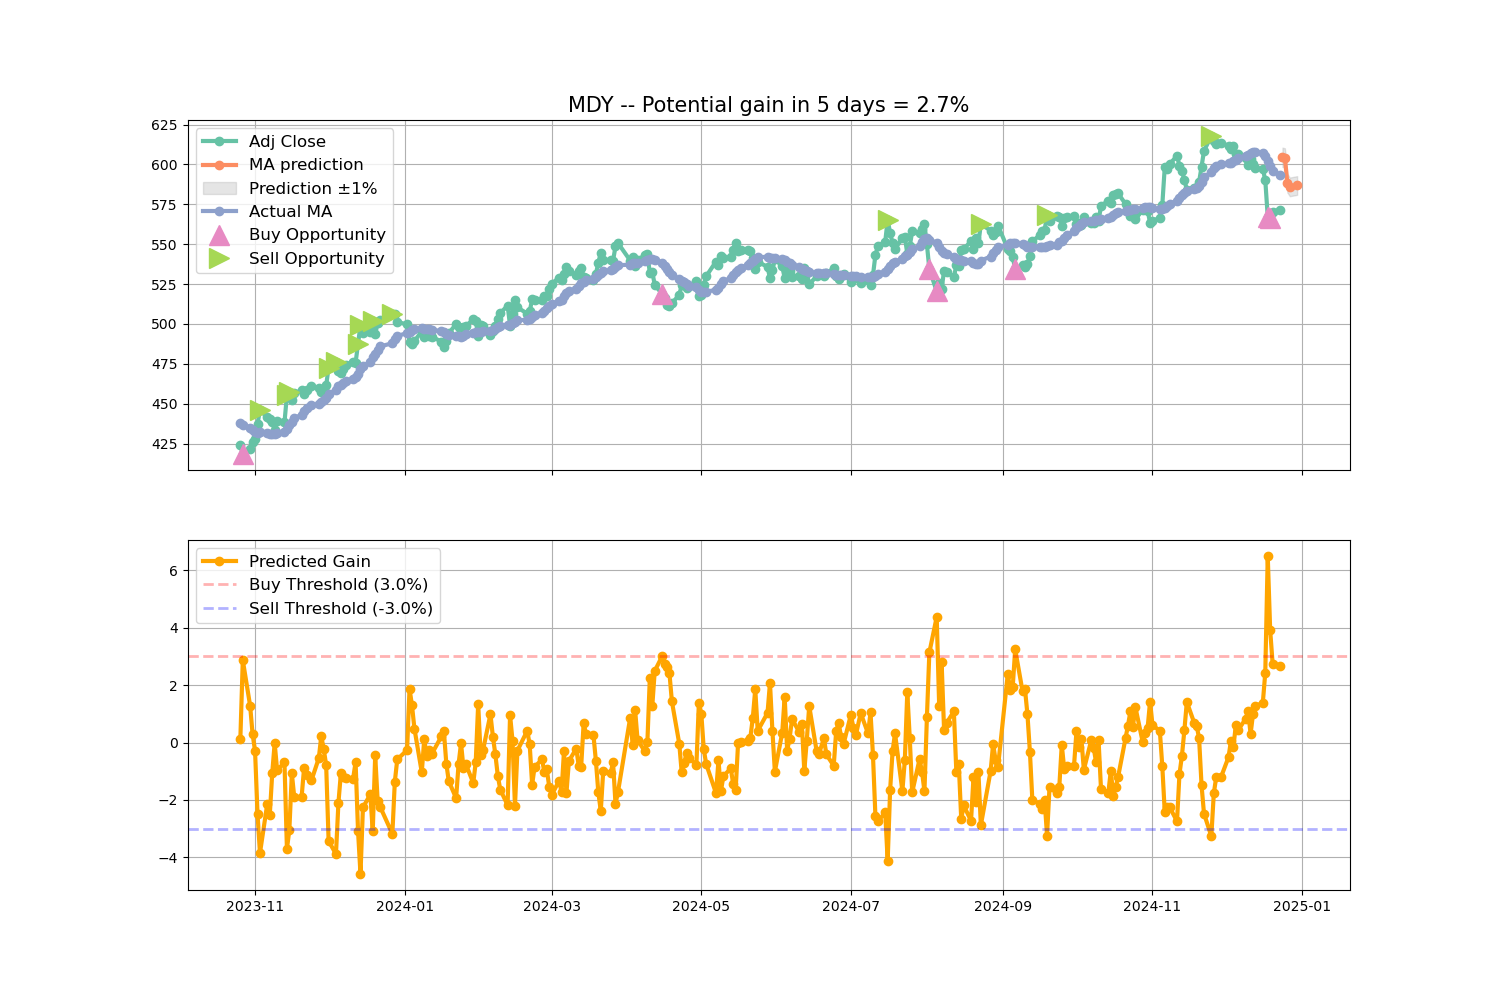 MDY -- Potential gain in 5 days = 2.7%
625
600
575
550
525
500
475
450
425
Adj Close
MA prediction
Prediction ±1%
Actual MA
Buy Opportunity
Sell Opportunity
6
4
2
0
−2
−4
Predicted Gain
Buy Threshold (3.0%)
Sell Threshold (-3.0%)
2023-11
2024-01
2024-03
2024-05
2024-07
2024-09
2024-11
2025-01